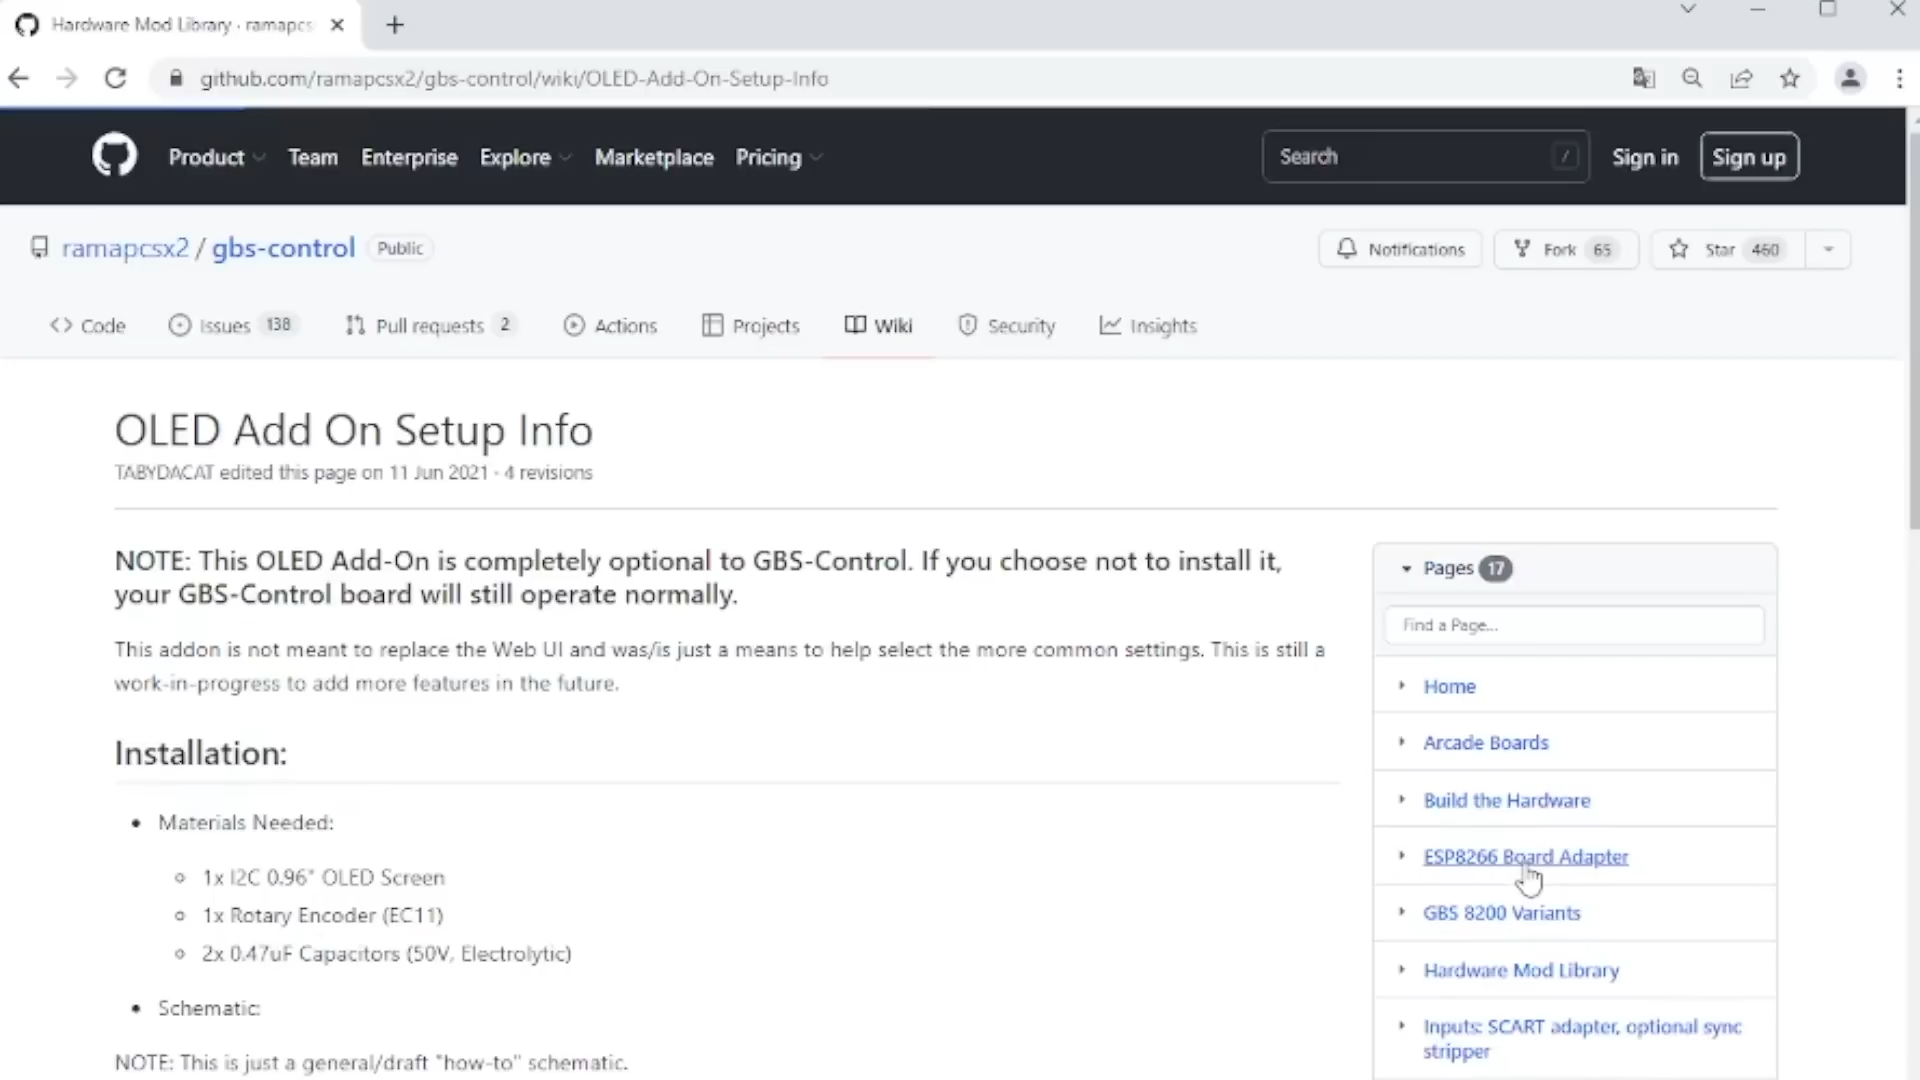 Hardware Mod Library · ramapcs
github.com/ramapcsx2/gbs-control/wiki/OLED-Add-On-Setup-Info
Product Team Enterprise Explore Marketplace Pricing Search / Sign in Sign up
ramapcsx2 / gbs-control Public Notifications Fork 65 Star 460
Code Issues 138 Pull requests 2 Actions Projects Wiki Security Insights
OLED Add On Setup Info
TABYDACAT edited this page on 11 Jun 2021 · 4 revisions
NOTE: This OLED Add-On is completely optional to GBS-Control. If you choose not to install it,
your GBS-Control board will still operate normally.
This addon is not meant to replace the Web UI and was/is just a means to help select the more common settings. This is still a
work-in-progress to add more features in the future.
Installation:
• Materials Needed:
1x I2C 0.96" OLED Screen
1x Rotary Encoder (EC11)
2x 0.47uF Capacitors (50V, Electrolytic)
• Schematic:
NOTE: This is just a general/draft "how-to" schematic.
Pages 17
Find a Page...
Home
Arcade Boards
Build the Hardware
ESP8266 Board Adapter
GBS 8200 Variants
Hardware Mod Library
Inputs: SCART adapter, optional sync
stripper